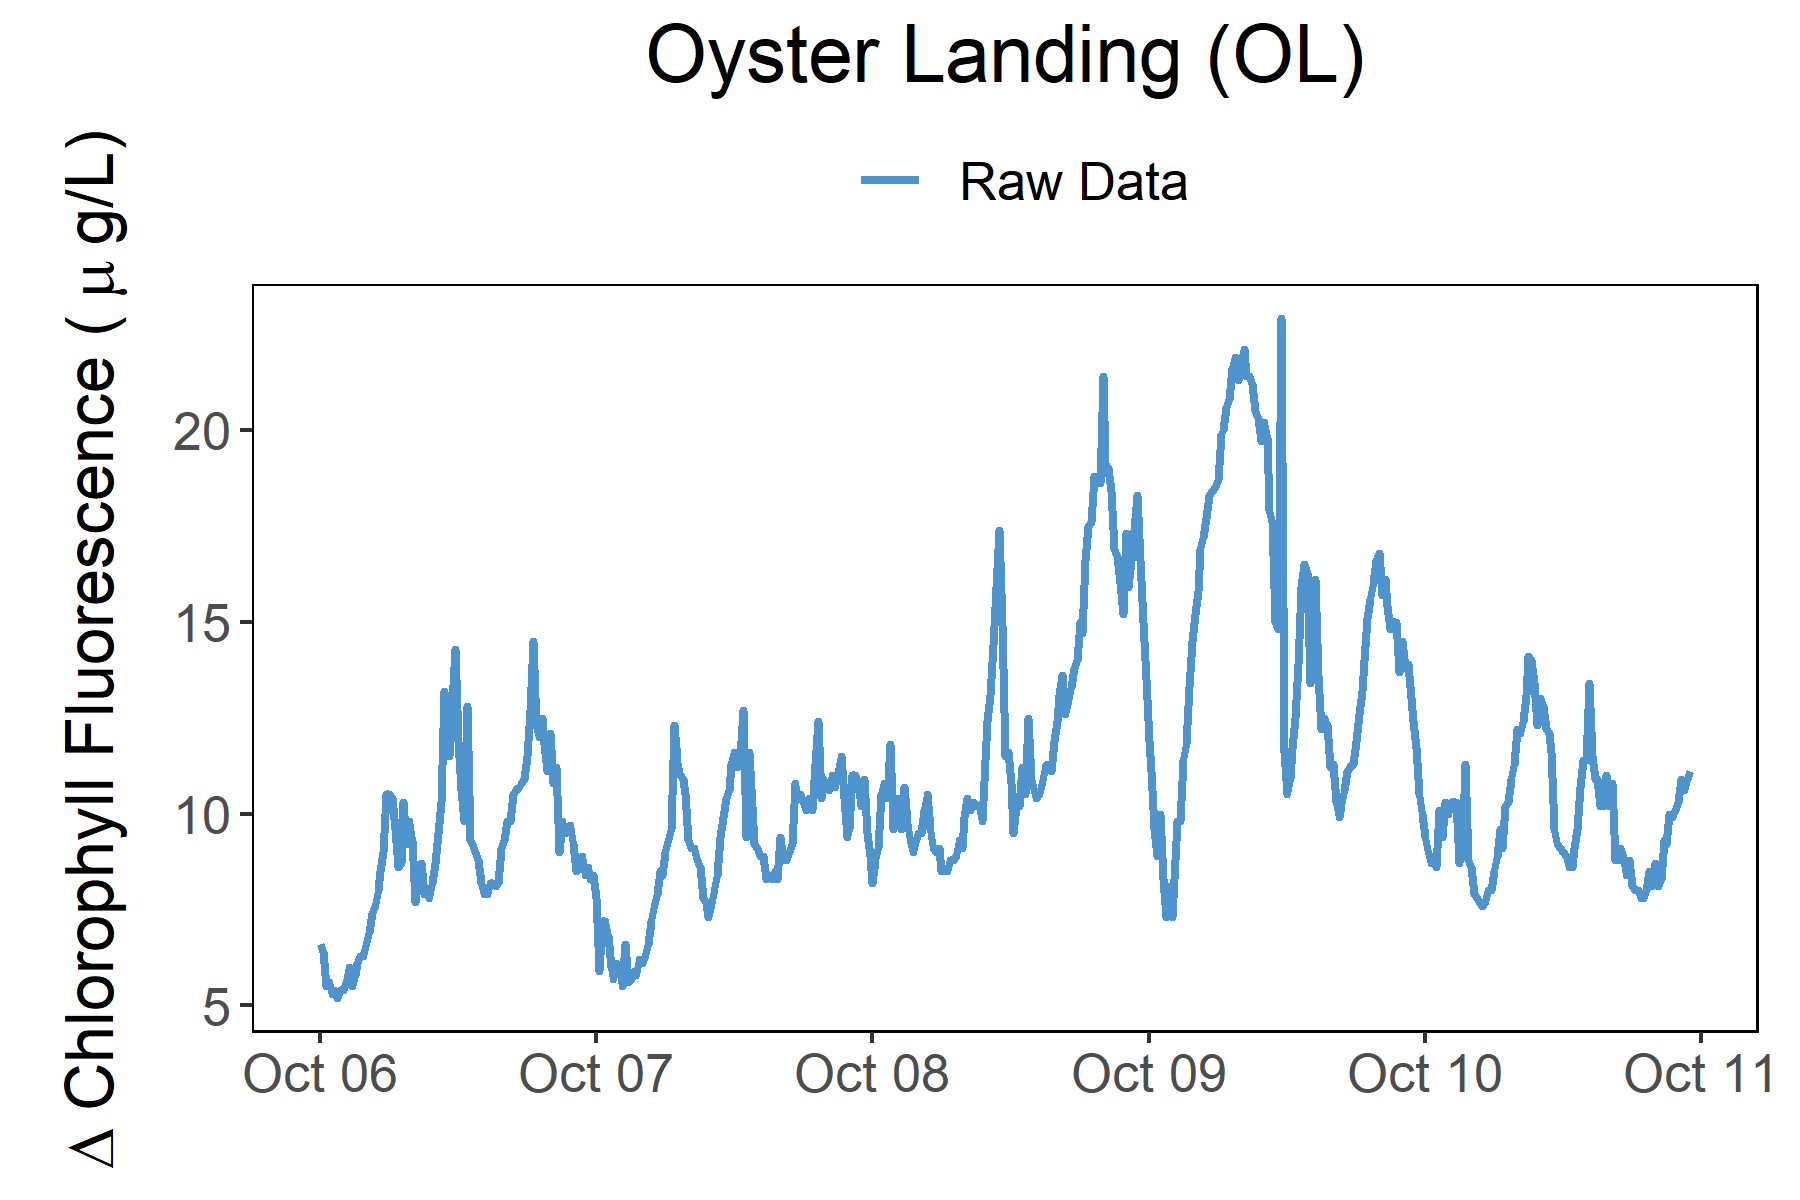 Oyster Landing (OL)
Raw Data
Δ Chlorophyll Fluorescence ( μ g/L)
20
15
10
5
Oct 06
Oct 07
Oct 08
Oct 09
Oct 10
Oct 11